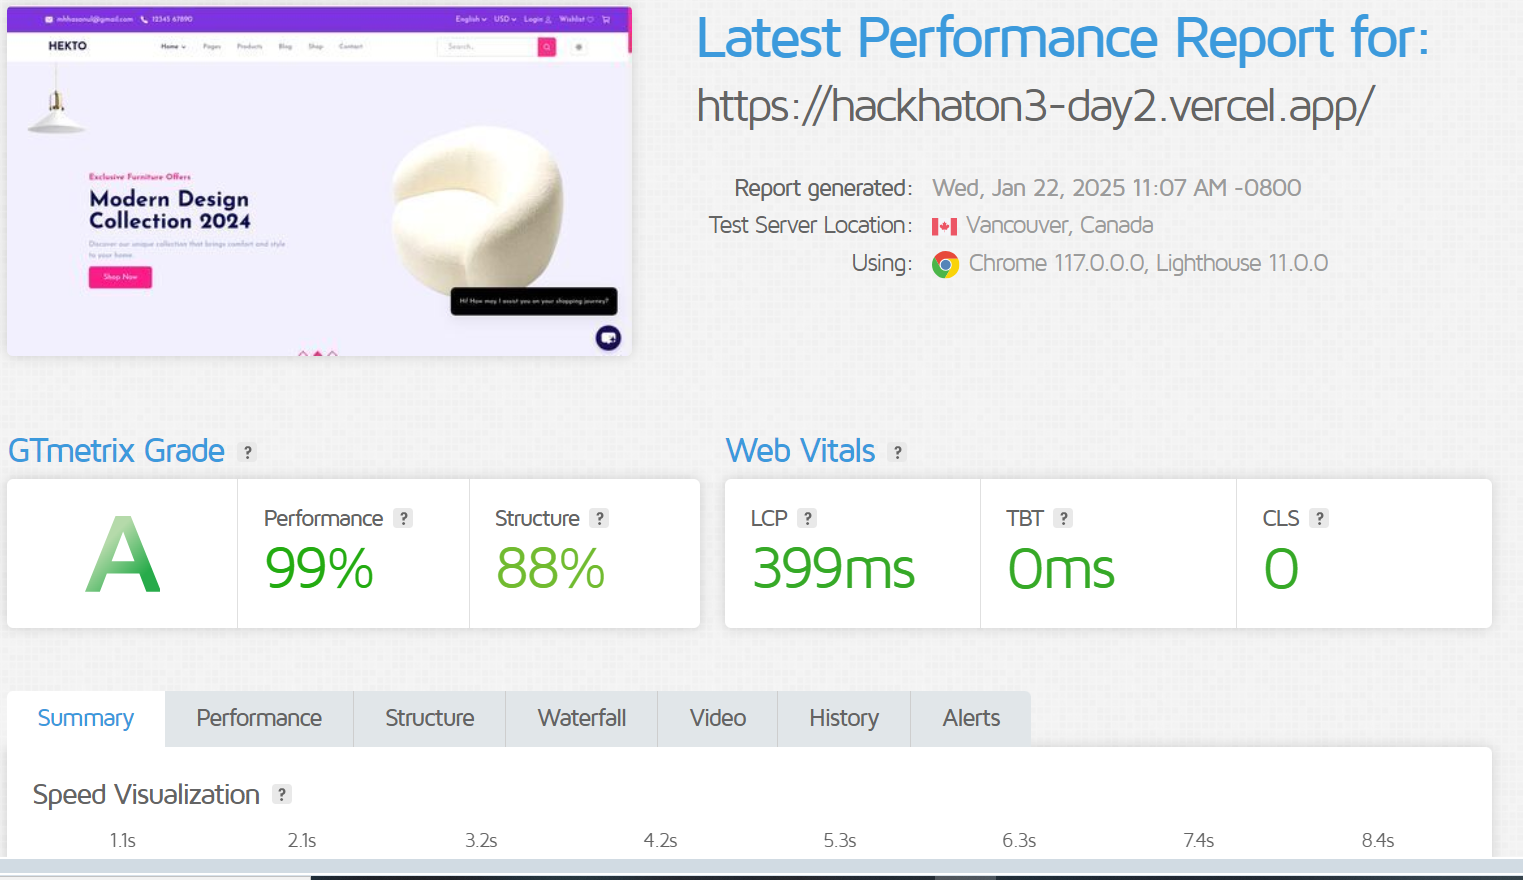 mhhasanul@gmail.com 12345 67890 English USD Login Wishlist
HEKTO Home Pages Products Blog Shop Contact Search..
Exclusive Furniture Offers
Modern Design
Collection 2024
Discover our unique collection that brings comfort and style
to your home.
Shop Now
Hi! How may I assist you on your shopping journey?
Latest Performance Report for:
https://hackhaton3-day2.vercel.app/
Report generated: Wed, Jan 22, 2025 11:07 AM -0800
Test Server Location: Vancouver, Canada
Using: Chrome 117.0.0.0, Lighthouse 11.0.0
GTmetrix Grade ?
A
Performance ?
99%
Structure ?
88%
Web Vitals ?
LCP ?
399ms
TBT ?
0ms
CLS ?
0
Summary Performance Structure Waterfall Video History Alerts
Speed Visualization ?
1.1s 2.1s 3.2s 4.2s 5.3s 6.3s 7.4s 8.4s